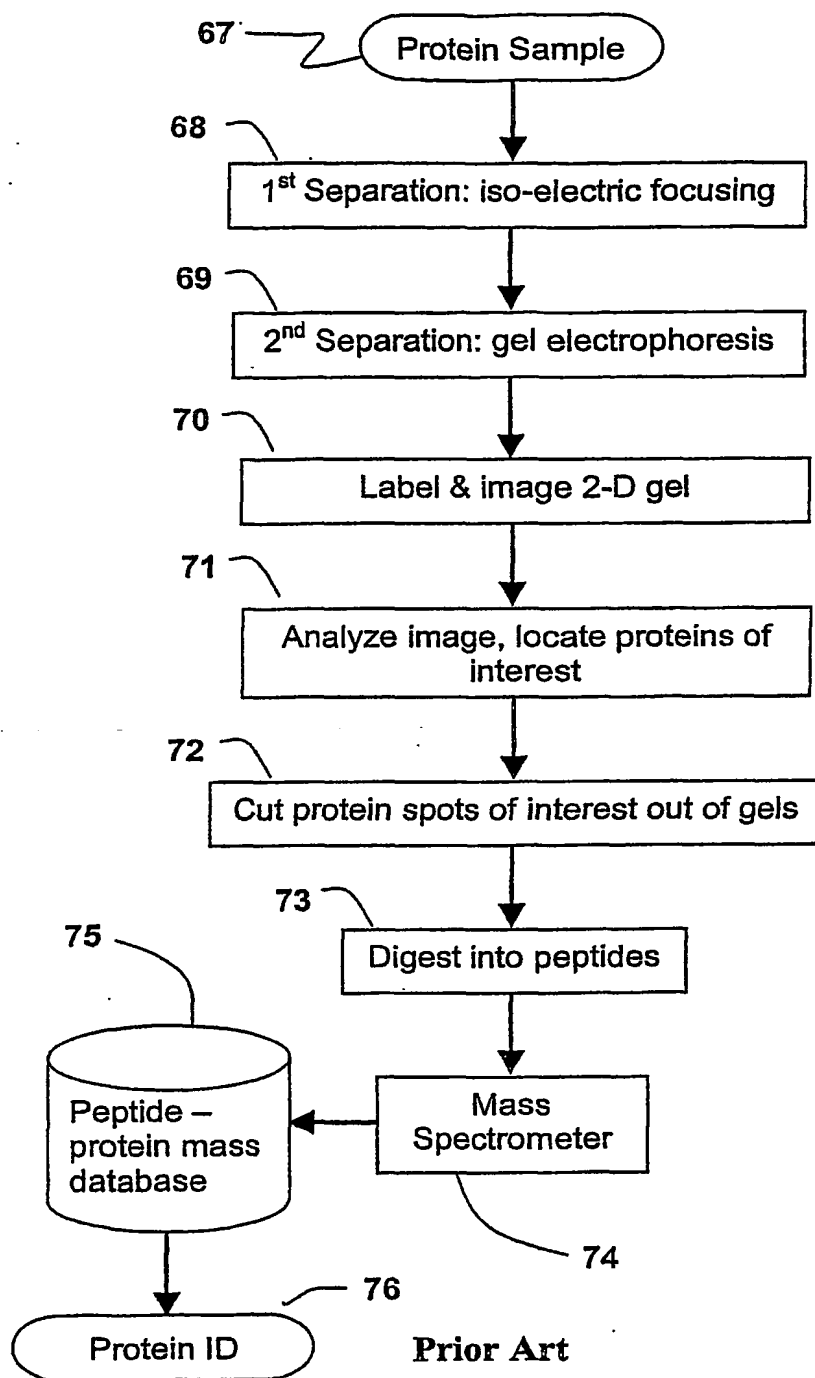 67
Protein Sample
68
1st Separation: iso-electric focusing
69
2nd Separation: gel electrophoresis
70
Label & image 2-D gel
71
Analyze image, locate proteins of
interest
72
Cut protein spots of interest out of gels
73
Digest into peptides
75
Peptide –
protein mass
database
Mass
Spectrometer
74
76
Protein ID
Prior Art